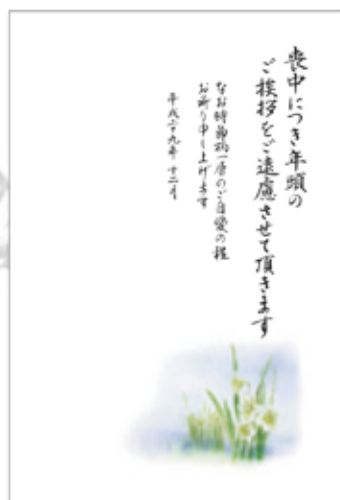 喪中につき年頭の
ご挨拶をご遠慮させて頂きます
なお時節柄一層のご自愛の程
お祈り申し上げます
平成二十九年 十二月